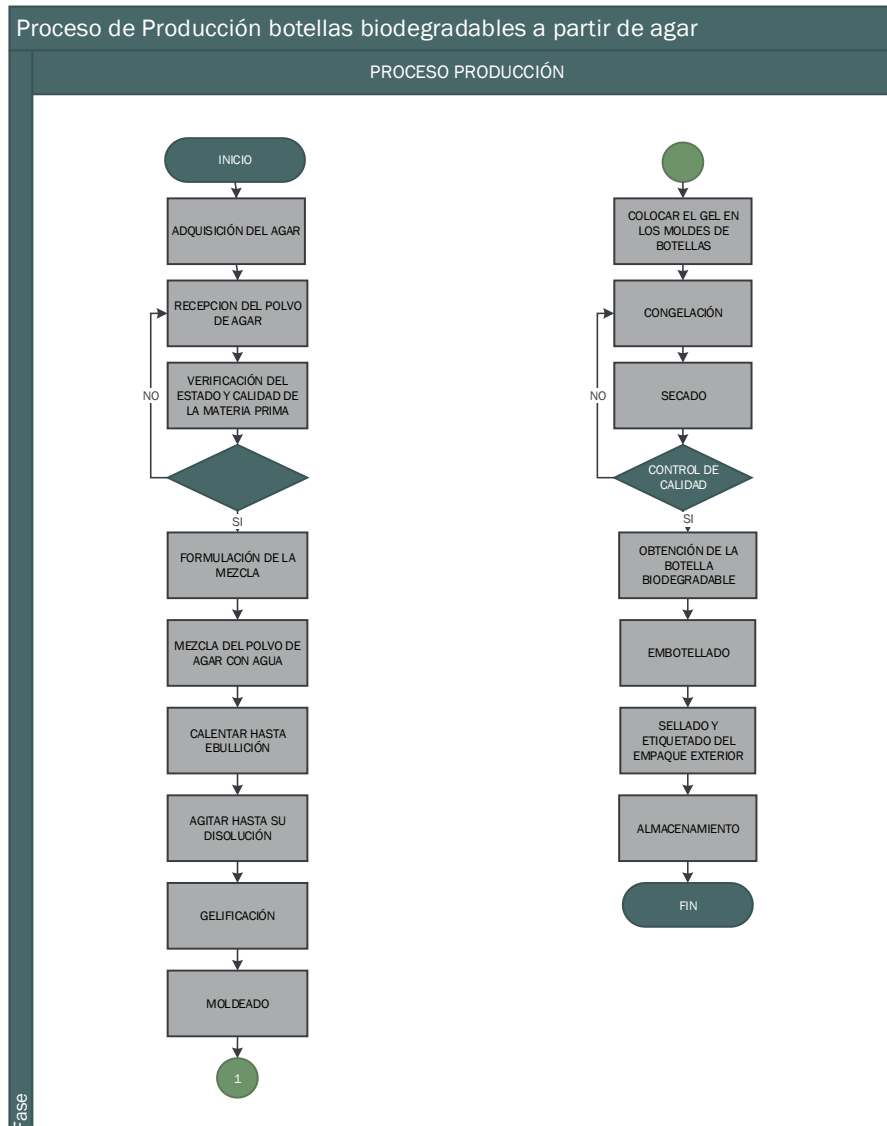 Proceso de Producción botellas biodegradables a partir de agar
PROCESO PRODUCCIÓN
INICIO
ADQUISICIÓN DEL AGAR
RECEPCION DEL POLVO
DE AGAR
VERIFICACIÓN DEL
ESTADO Y CALIDAD DE
LA MATERIA PRIMA
NO
SI
FORMULACIÓN DE LA
MEZCLA
MEZCLA DEL POLVO DE
AGAR CON AGUA
CALENTAR HASTA
EBULLICIÓN
AGITAR HASTA SU
DISOLUCIÓN
GELIFICACIÓN
MOLDEADO
1
COLOCAR EL GEL EN
LOS MOLDES DE
BOTELLAS
CONGELACIÓN
SECADO
NO
CONTROL DE
CALIDAD
SI
OBTENCIÓN DE LA
BOTELLA
BIODEGRADABLE
EMBOTELLADO
SELLADO Y
ETIQUETADO DEL
EMPAQUE EXTERIOR
ALMACENAMIENTO
FIN
Fase